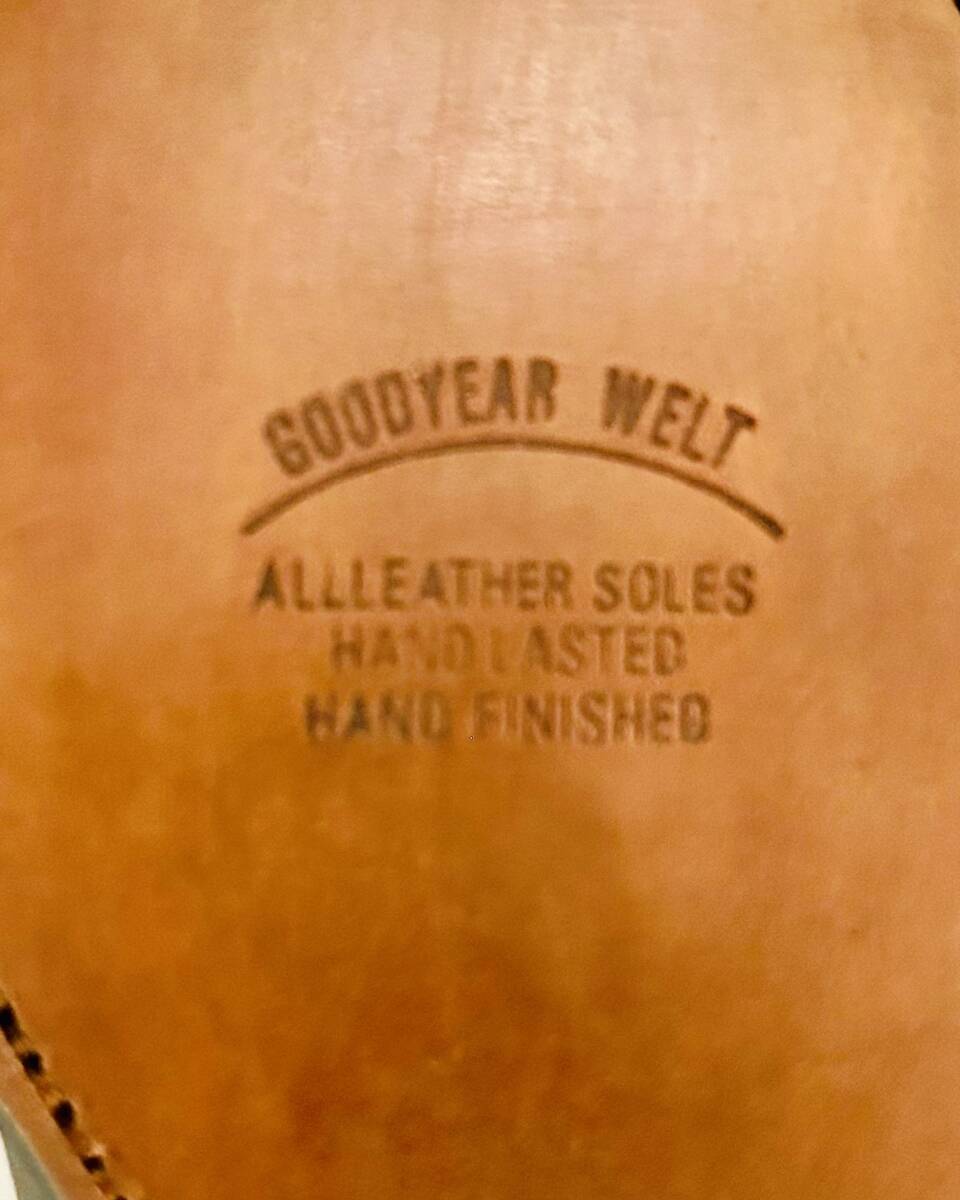 GOODYEAR WELT
ALLLEATHER SOLES
HAND LASTED
HAND FINISHED